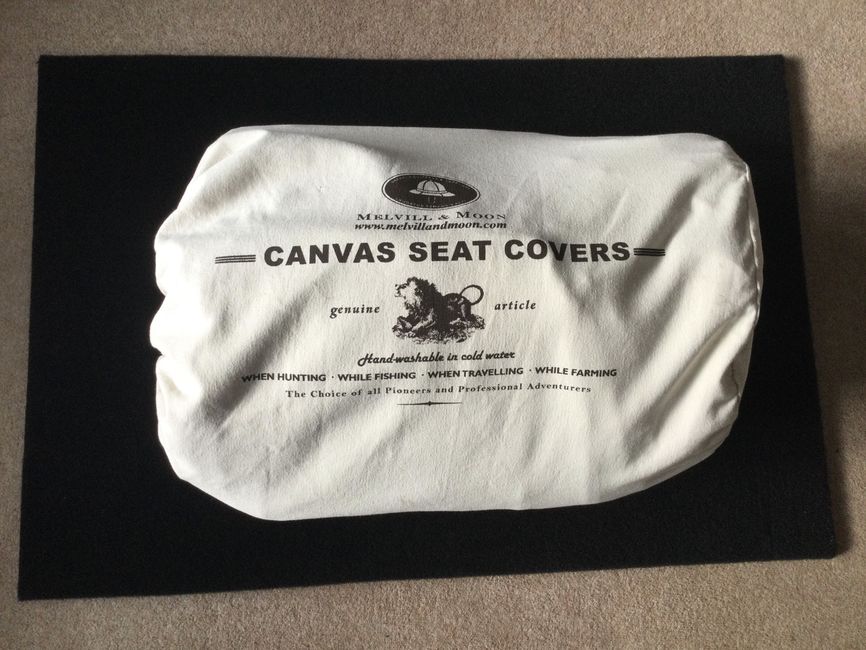 MELVILL & MOON
www.melvillandmoon.com
CANVAS SEAT COVERS
genuine article
Hand-washable in cold water
WHEN HUNTING · WHILE FISHING · WHEN TRAVELLING · WHILE FARMING
The Choice of all Pioneers and Professional Adventurers